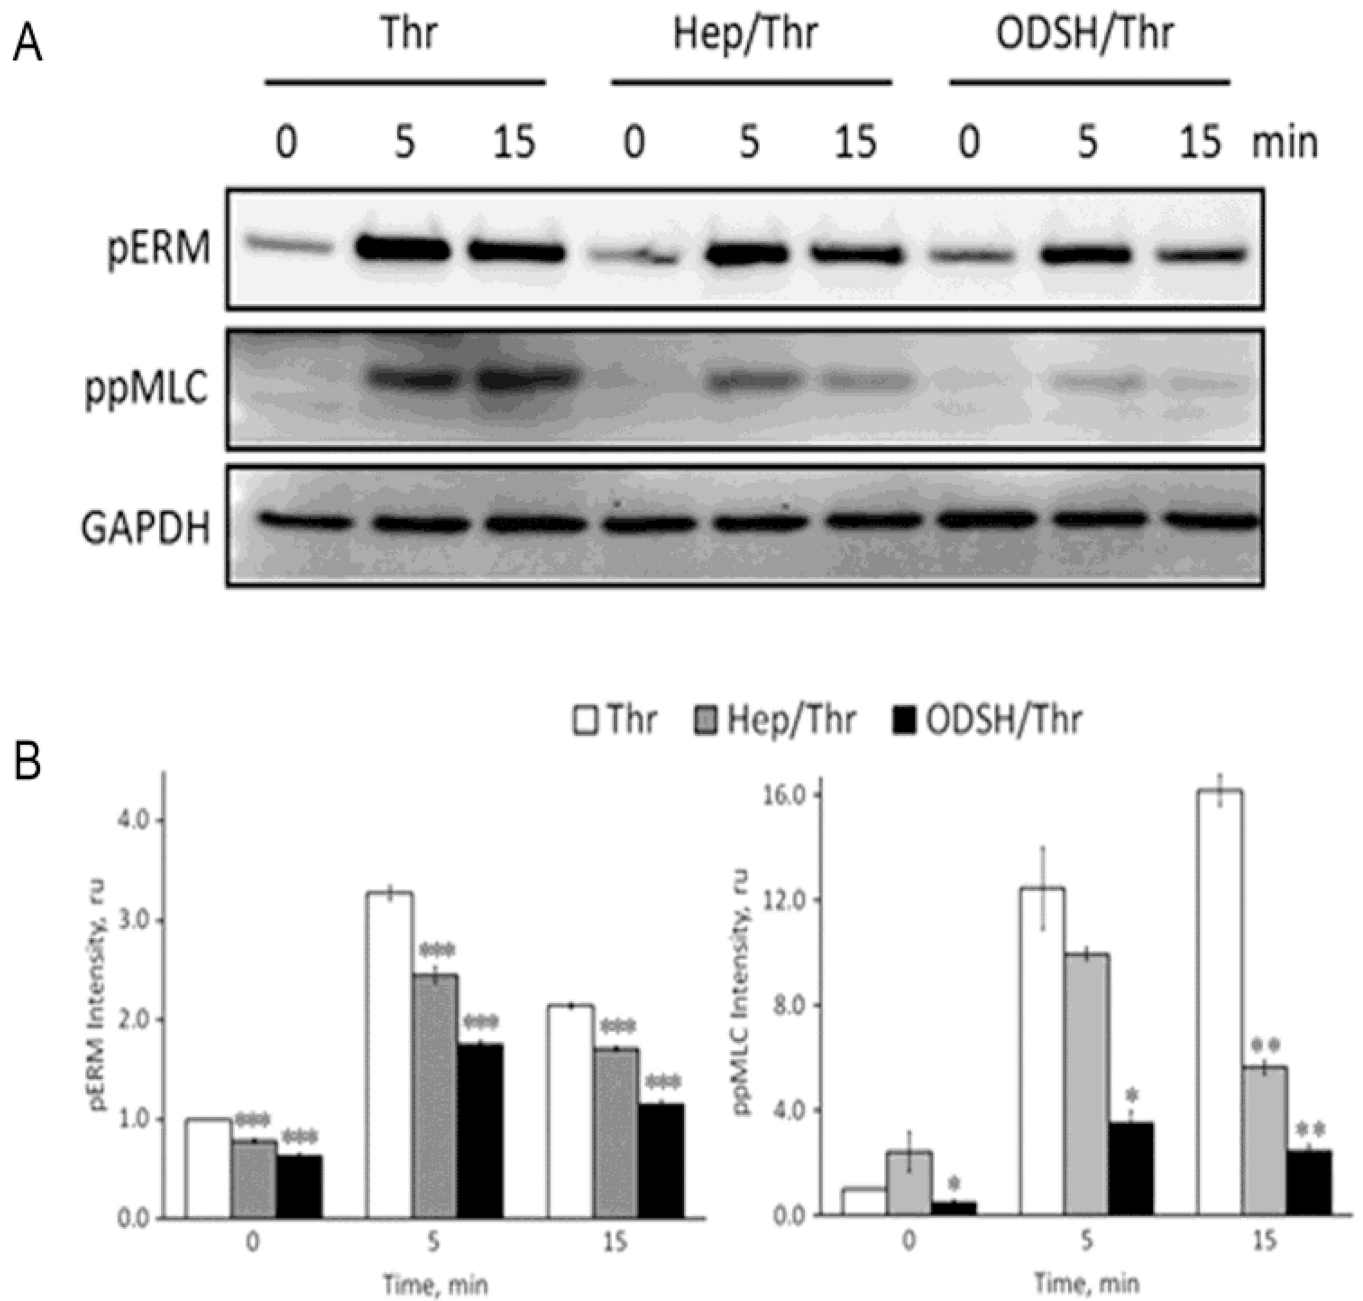 A
Thr Hep/Thr ODSH/Thr
0 5 15 0 5 15 0 5 15 min
pERM
ppMLC
GAPDH
B
Thr Hep/Thr ODSH/Thr
pERM Intensity, ru
4.0
3.0
2.0
1.0
0.0
*** ***
*** ***
*** ***
0 5 15
Time, min
ppMLC Intensity, ru
16.0
12.0
8.0
4.0
0.0
*
*
** **
0 5 15
Time, min